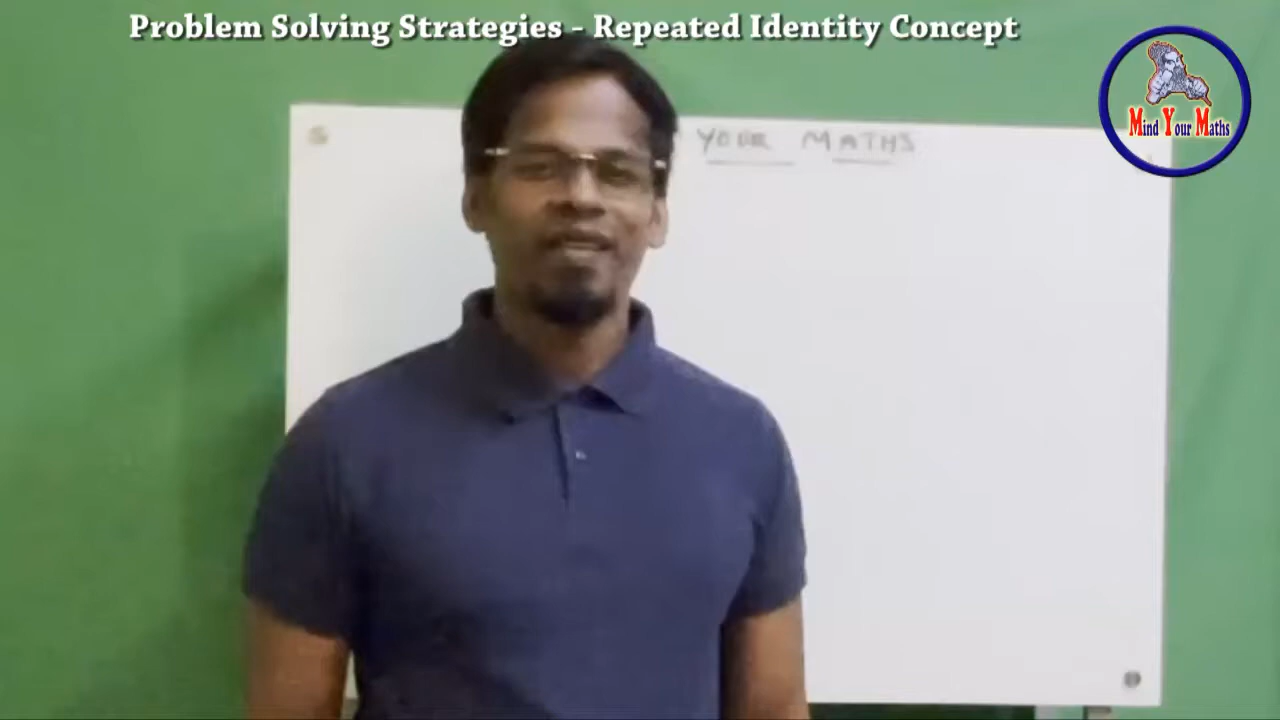 Problem Solving Strategies - Repeated Identity Concept
Mind Your Maths
YOUR MATHS